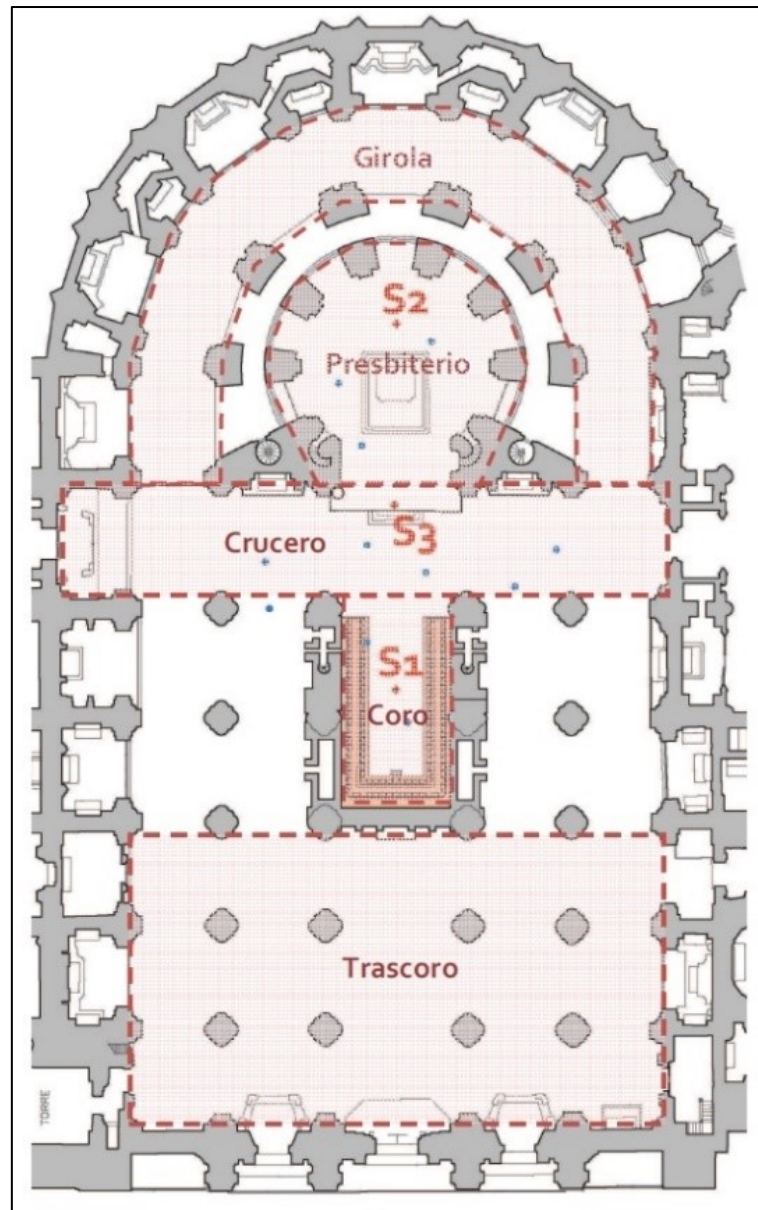 Girola
S2
Presbiterio
S3
Crucero
S1
Coro
Trascoro
TORRE